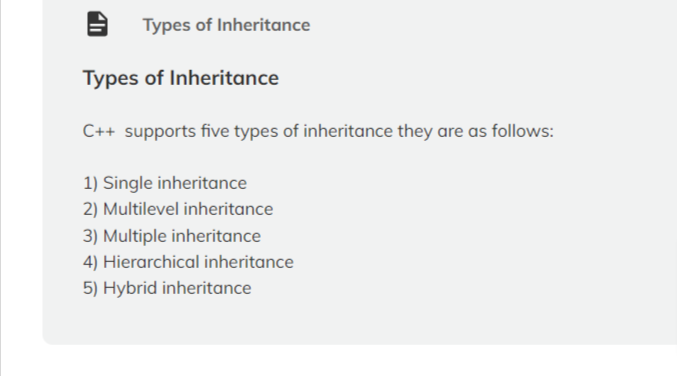 Types of Inheritance
Types of Inheritance
C++  supports five types of inheritance they are as follows:
1) Single inheritance
2) Multilevel inheritance
3) Multiple inheritance
4) Hierarchical inheritance
5) Hybrid inheritance